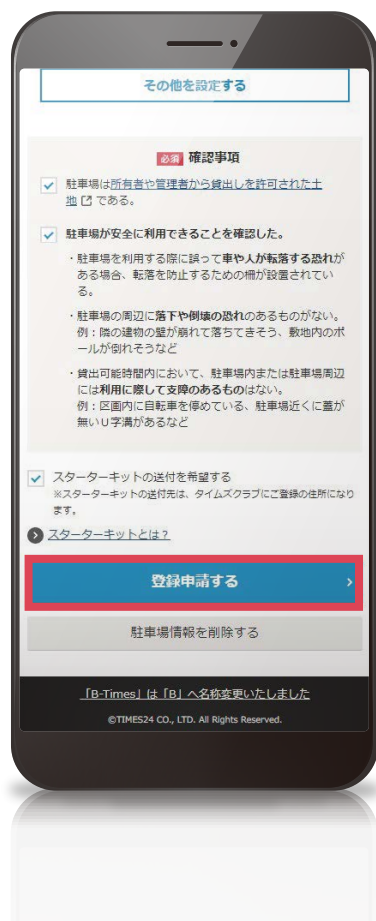 その他を設定する
必須 確認事項
駐車場は所有者や管理者から貸出しを許可された土
地 である。
駐車場が安全に利用できることを確認した。
・駐車場を利用する際に誤って車や人が転落する恐れが
ある場合、転落を防止するための柵が設置されてい
る。
・駐車場の周辺に落下や倒壊の恐れのあるものがない。
例：隣の建物の壁が崩れて落ちてきそう、敷地内のポ
ールが倒れそうなど
・貸出可能時間内において、駐車場内または駐車場周辺
には利用に際して支障のあるものはない。
例：区画内に自転車を停めている、駐車場近くに蓋が
無いU字溝があるなど
スターターキットの送付を希望する
※スターターキットの送付先は、タイムズクラブにご登録の住所になり
ます。
スターターキットとは？
登録申請する
駐車場情報を削除する
「B-Times」は「B」へ名称変更いたしました
©TIMES24 CO., LTD. All Rights Reserved.